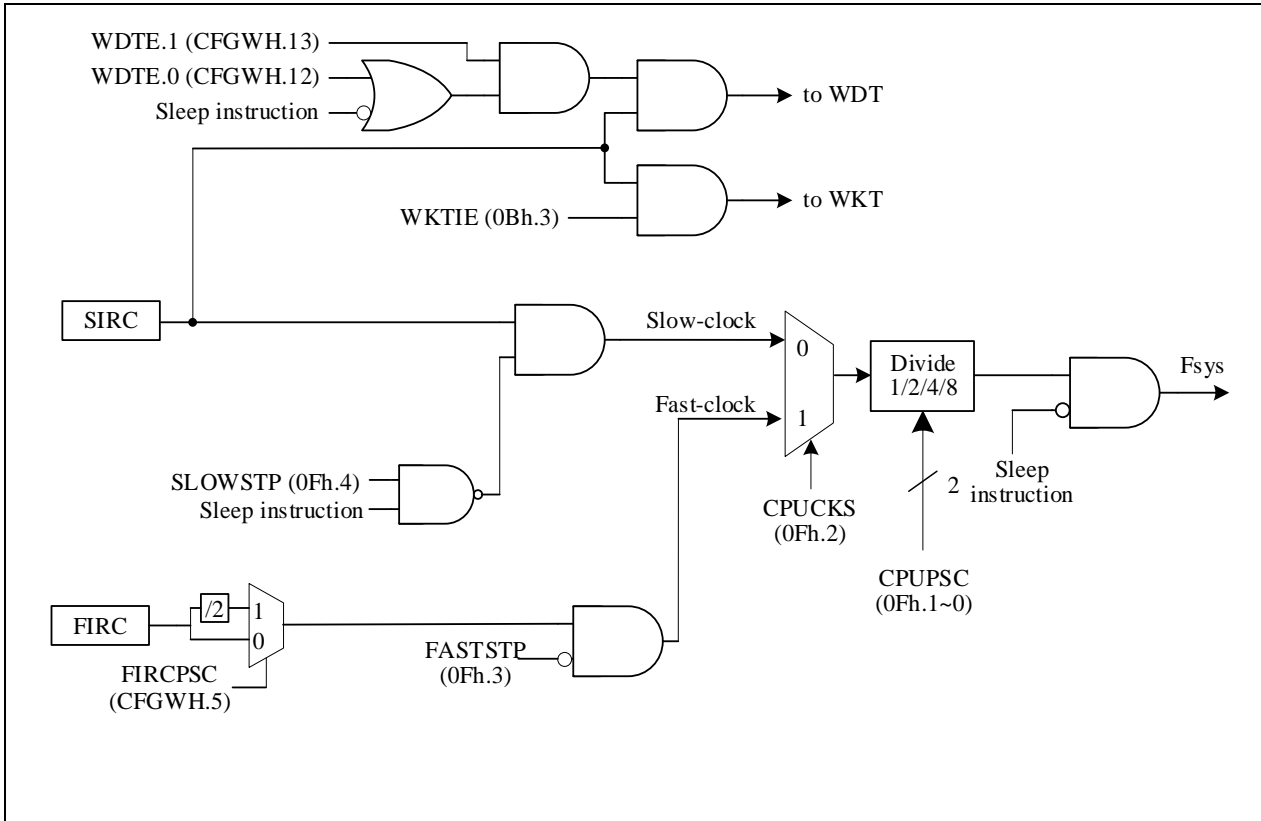 WDTE.1 (CFGWH.13)
WDTE.0 (CFGWH.12)
Sleep instruction
to WDT
to WKT
WKTIE (0Bh.3)
SIRC
Slow-clock
0
Divide
1/2/4/8
Fsys
Fast-clock
1
SLOWSTP (0Fh.4)
Sleep instruction
CPUCKS
(0Fh.2)
2
Sleep
instruction
CPUPSC
(0Fh.1~0)
FIRC
/2
1
0
FIRCPSC
(CFGWH.5)
FASTSTP
(0Fh.3)